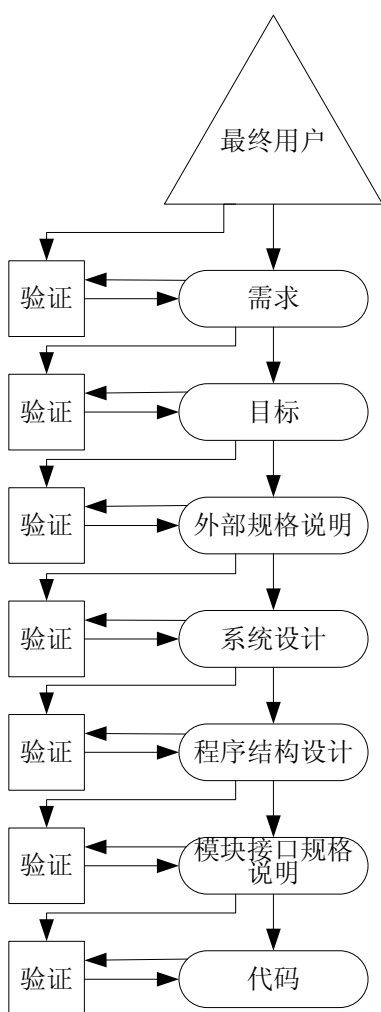 最终用户
验证
需求
验证
目标
验证
外部规格说明
验证
系统设计
验证
程序结构设计
验证
模块接口规格
说明
验证
代码